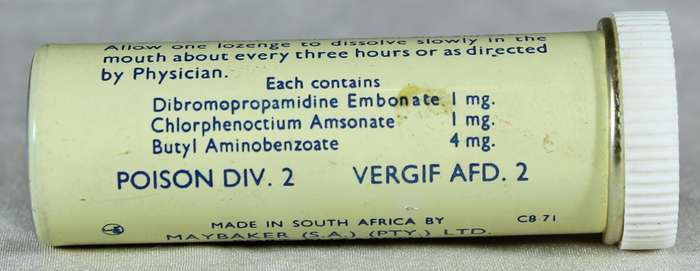 Allow one lozenge to dissolve slowly in the
mouth about every three hours or as directed
by Physician.
Each contains
Dibromopropamidine Embonate 1 mg.
Chlorphenoctium Amsonate 1 mg.
Butyl Aminobenzoate 4 mg.
POISON DIV. 2 VERGIF AFD. 2
MADE IN SOUTH AFRICA BY C8 71
MAYBAKER (S.A.) (PTY.) LTD.